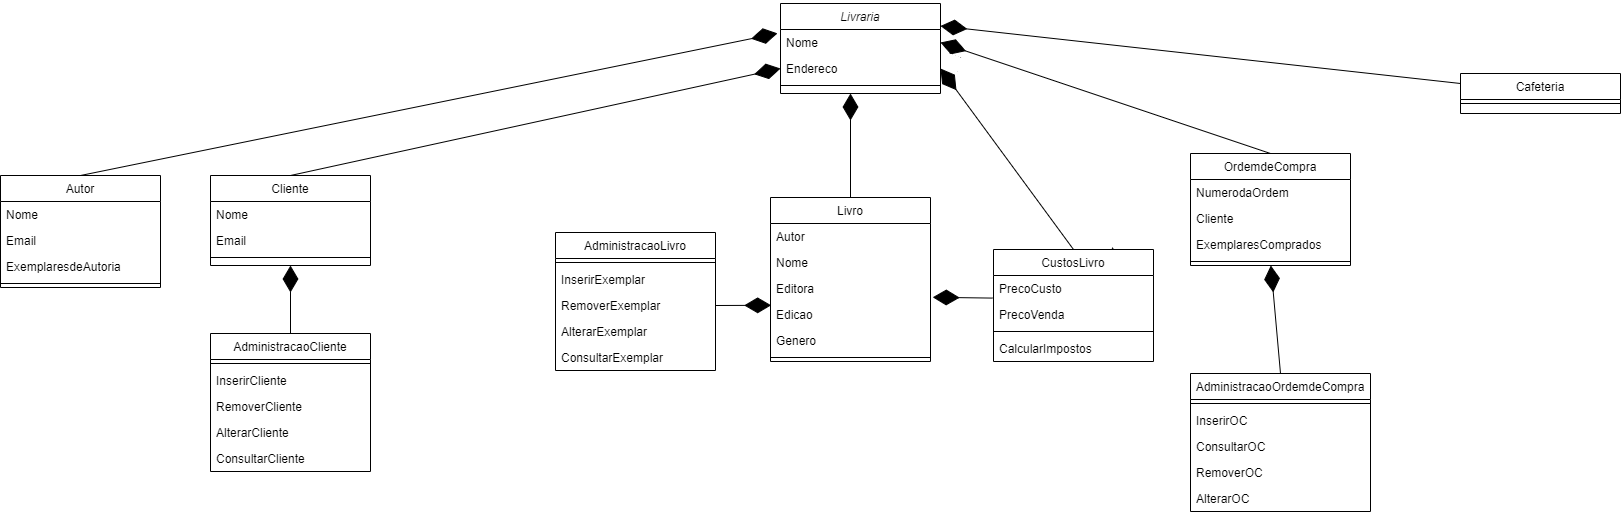 Livraria
Nome
Endereco
Cafeteria
OrdemdeCompra
NumerodaOrdem
Cliente
ExemplaresComprados
Autor
Nome
Email
ExemplaresdeAutoria
Cliente
Nome
Email
Livro
Autor
Nome
Editora
Edicao
Genero
AdministracaoLivro
InserirExemplar
RemoverExemplar
AlterarExemplar
ConsultarExemplar
CustosLivro
PrecoCusto
PrecoVenda
CalcularImpostos
AdministracaoCliente
InserirCliente
RemoverCliente
AlterarCliente
ConsultarCliente
AdministracaoOrdemdeCompra
InserirOC
ConsultarOC
RemoverOC
AlterarOC